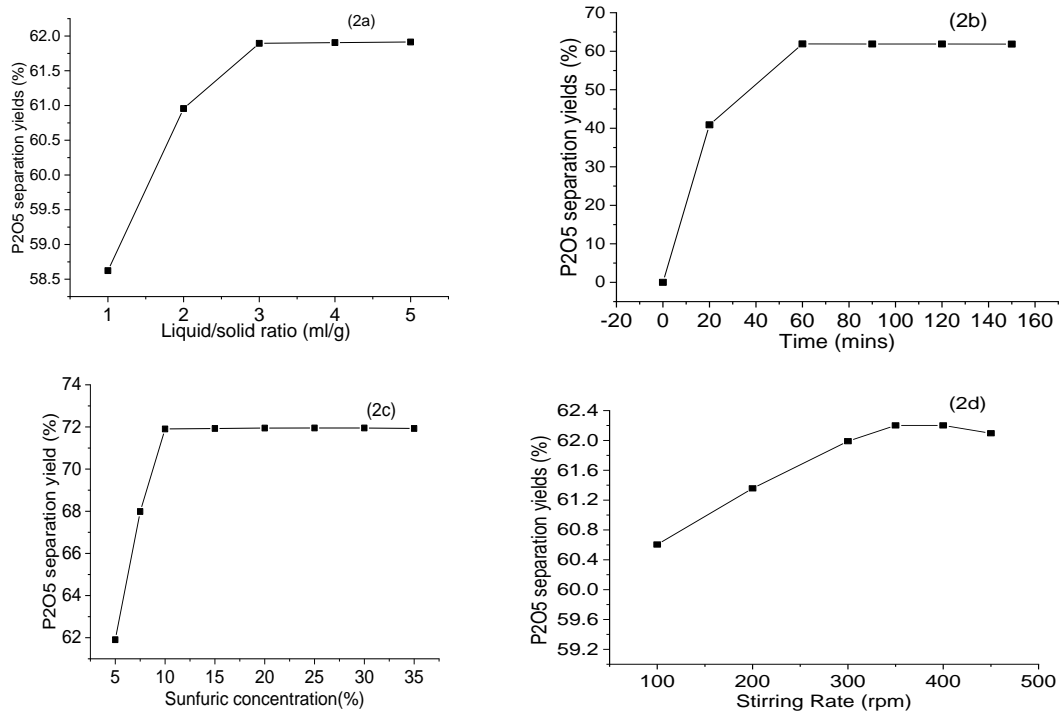 (2a)
62.0
61.5
61.0
60.5
60.0
59.5
59.0
58.5
P2O5 separation yields (%)
1 2 3 4 5
Liquid/solid ratio (ml/g)
(2b)
70
60
50
40
30
20
10
0
P2O5 separation yields (%)
-20 0 20 40 60 80 100 120 140 160
Time (mins)
(2c)
74
72
70
68
66
64
62
P2O5 separation yield (%)
5 10 15 20 25 30 35
Sunfuric concentration(%)
(2d)
62.4
62.0
61.6
61.2
60.8
60.4
60.0
59.6
59.2
P2O5 separation yields (%)
100 200 300 400 500
Stirring Rate (rpm)